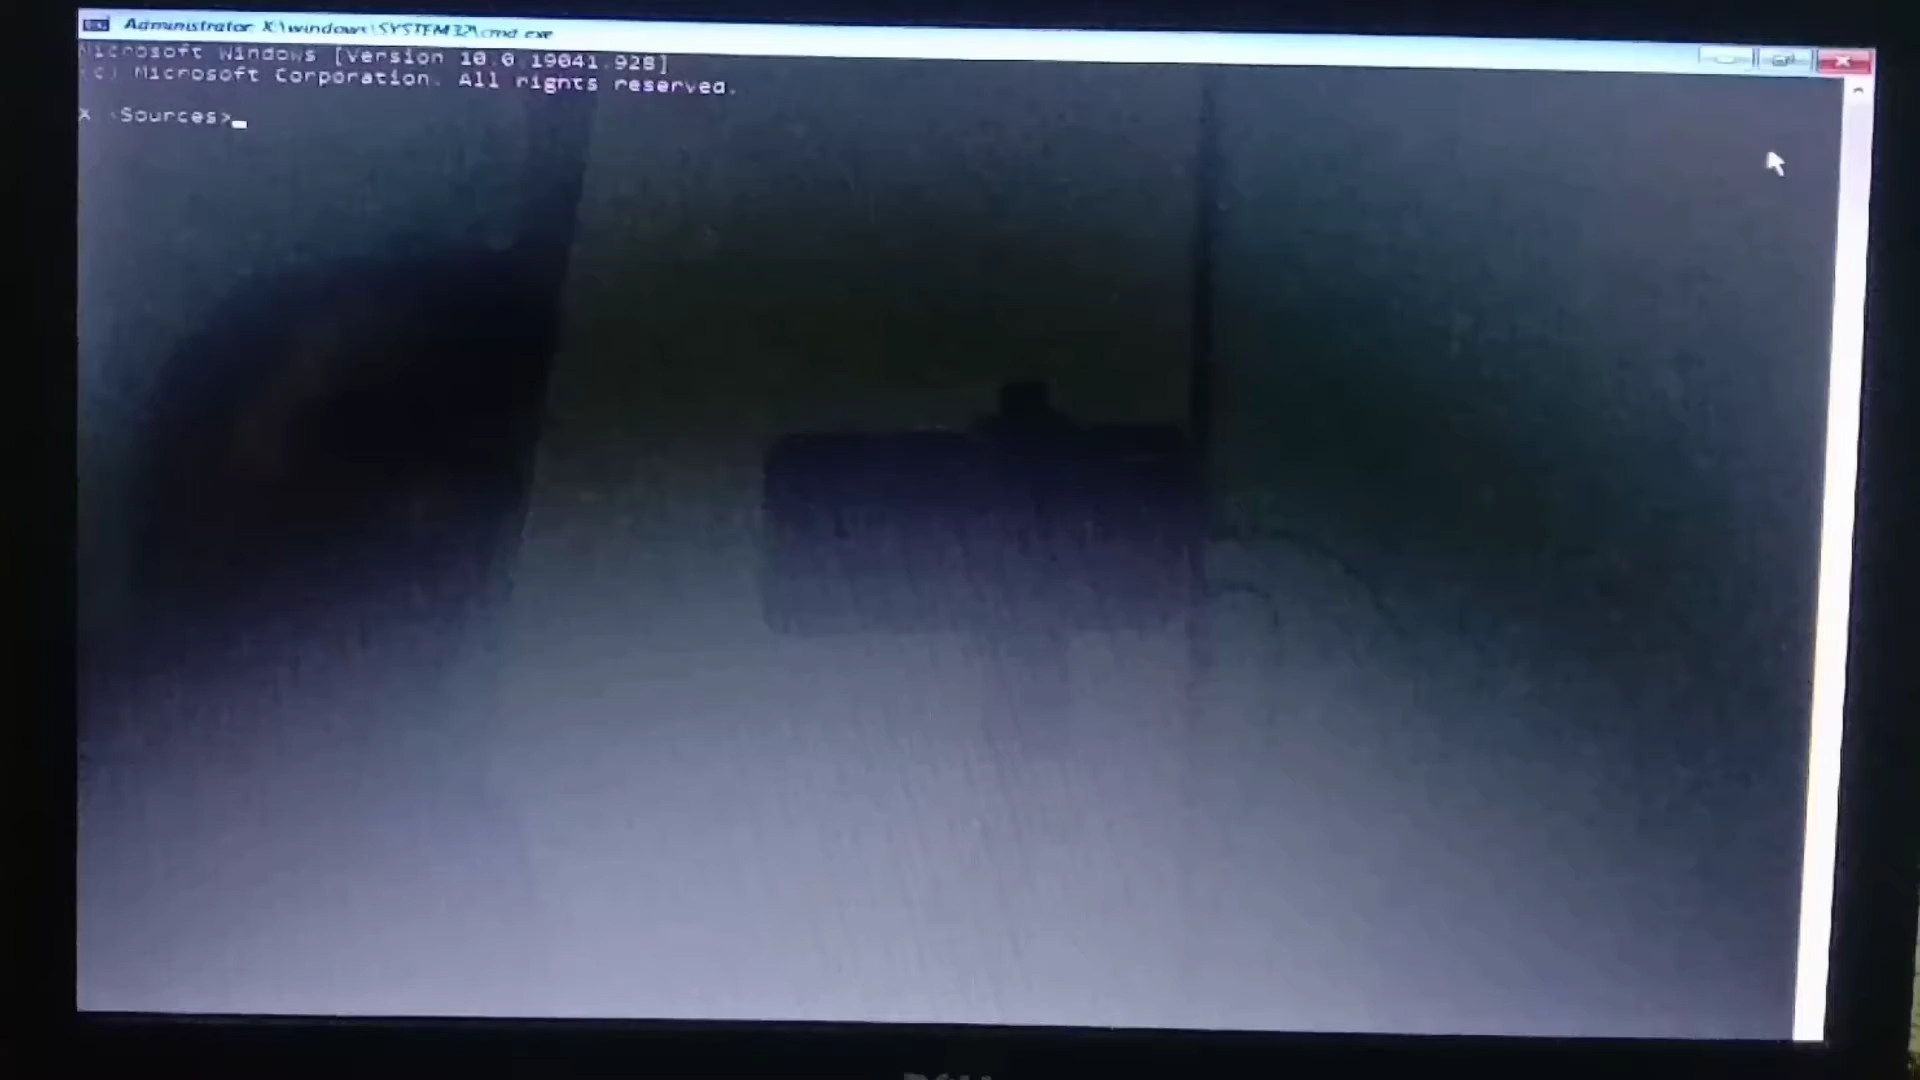 Administrator: X:\windows\SYSTEM32\cmd.exe
Microsoft Windows [Version 10.0.19041.928]
(c) Microsoft Corporation. All rights reserved.
X:\Sources>